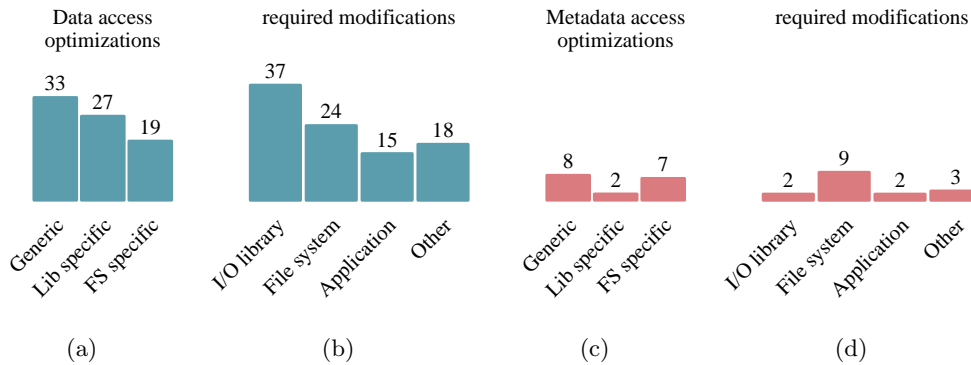 Data access
optimizations
33
27
19
Generic
Lib specific
FS specific
(a)
required modifications
37
24
15
18
I/O library
File system
Application
Other
(b)
Metadata access
optimizations
8
2
7
Generic
Lib specific
FS specific
(c)
required modifications
2
9
2
3
I/O library
File system
Application
Other
(d)